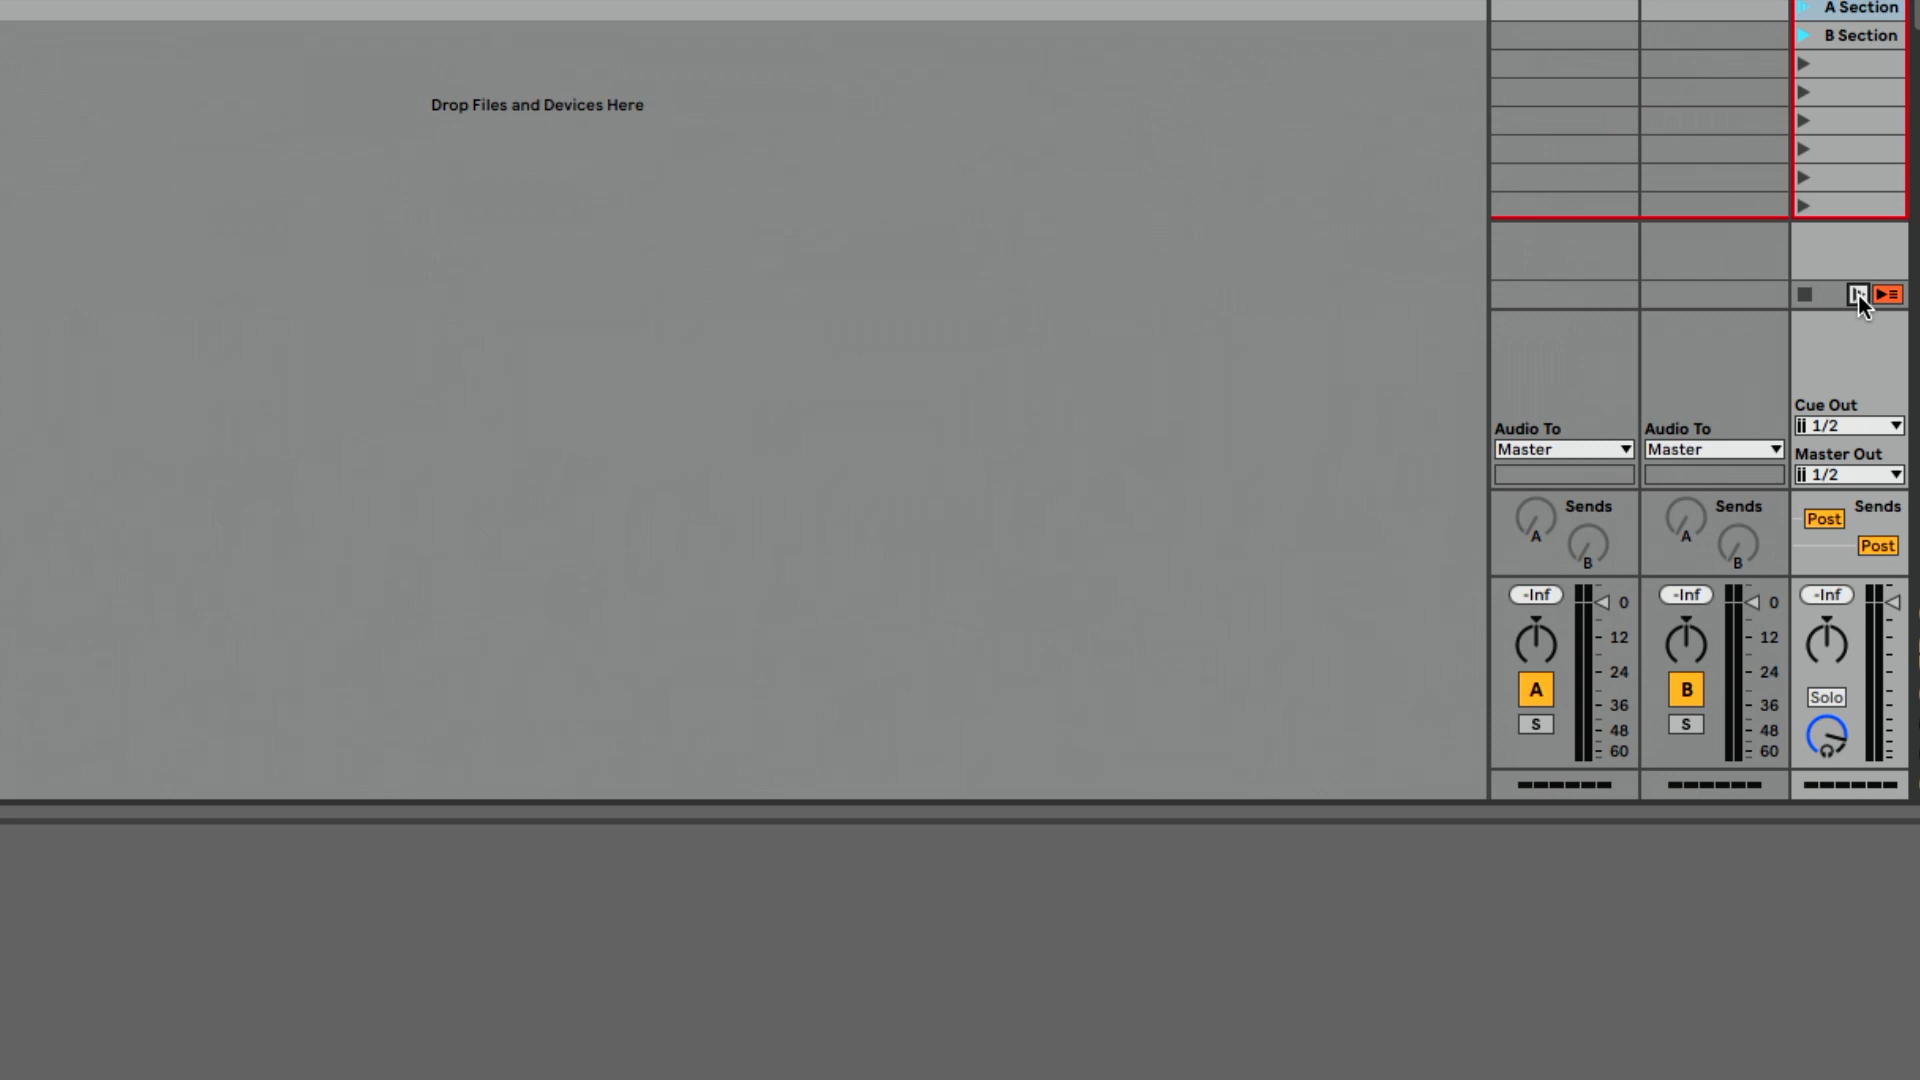 A Section
B Section
Drop Files and Devices Here
Cue Out
1/2
Audio To
Audio To
Master
Master
Master Out
1/2
Sends
Sends
Sends
Post
A
A
Post
B
B
-Inf
0
-Inf
0
-Inf
12
12
24
24
A
B
Solo
36
36
S
S
48
48
60
60